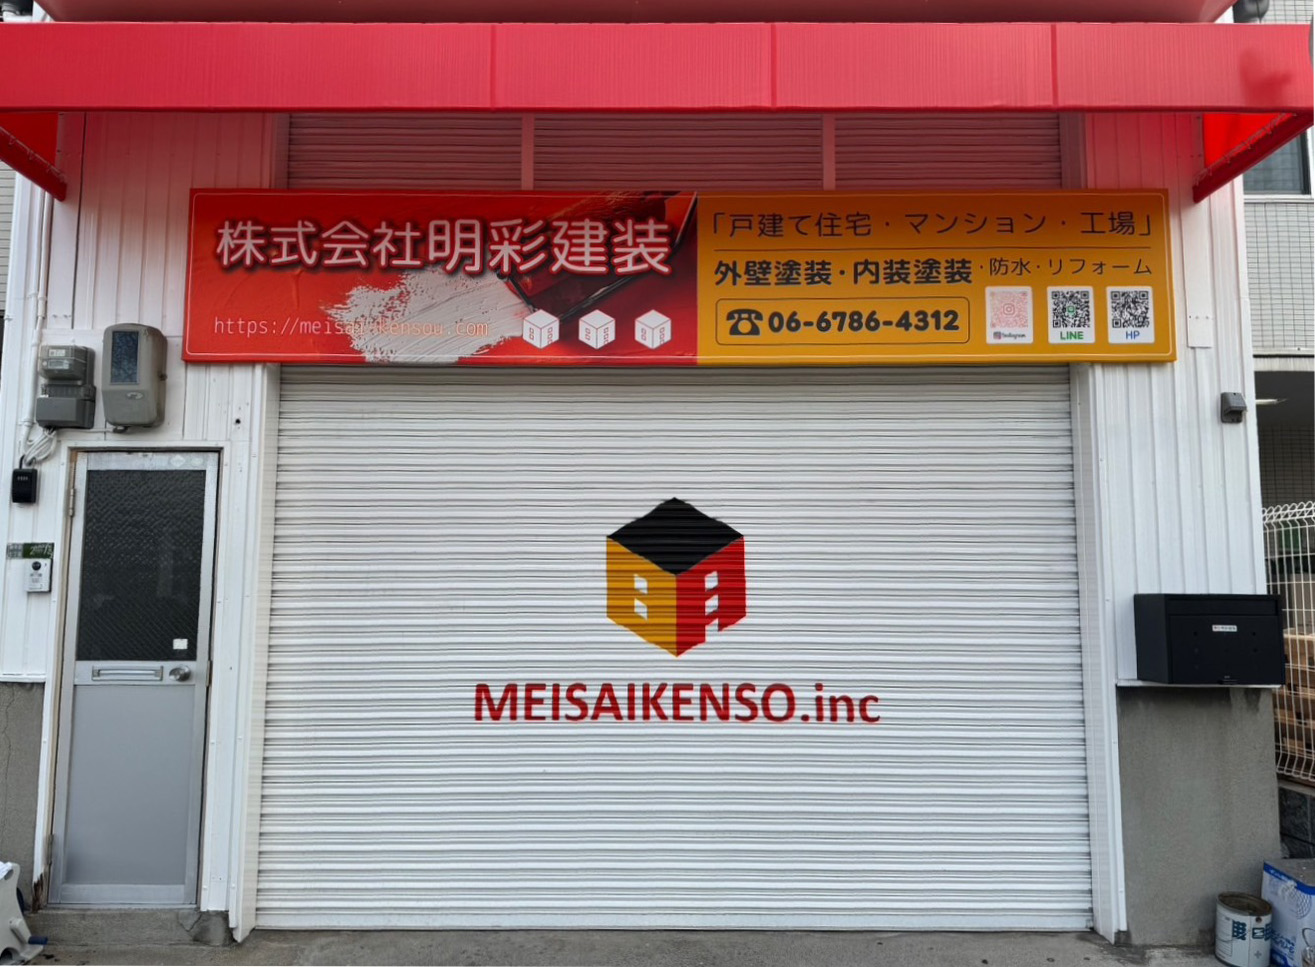 株式会社明彩建装
https://meisaikensou.com
「戸建て住宅・マンション・工場」
外壁塗装・内装塗装・防水・リフォーム
☎06-6786-4312
Instagram
LINE
HP
MEISAIKENSO.inc